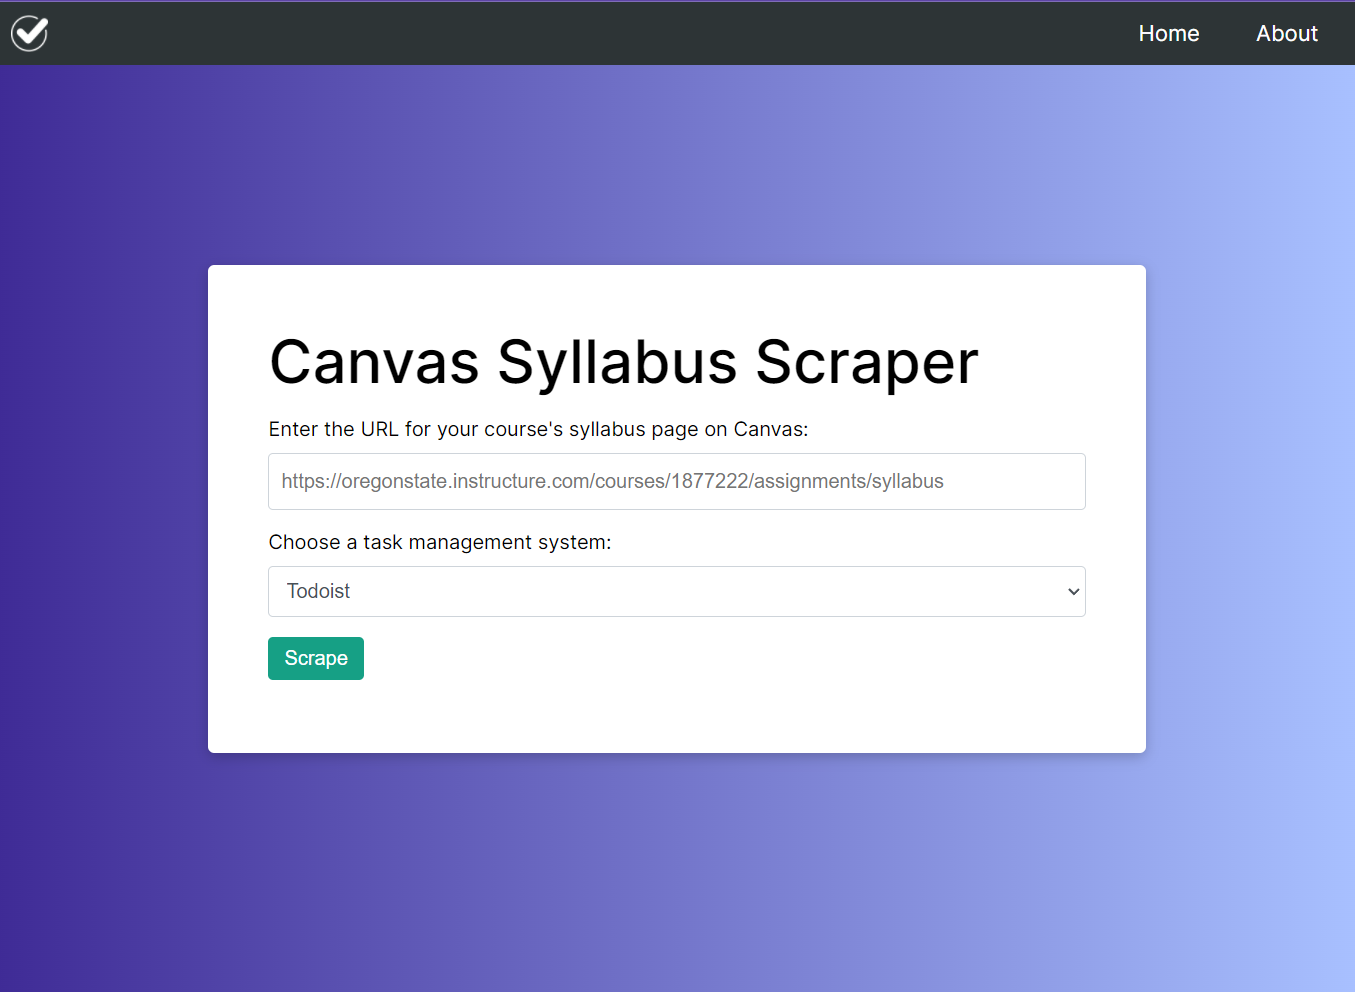 Home About
Canvas Syllabus Scraper
Enter the URL for your course's syllabus page on Canvas:
https://oregonstate.instructure.com/courses/1877222/assignments/syllabus
Choose a task management system:
Todoist
Scrape